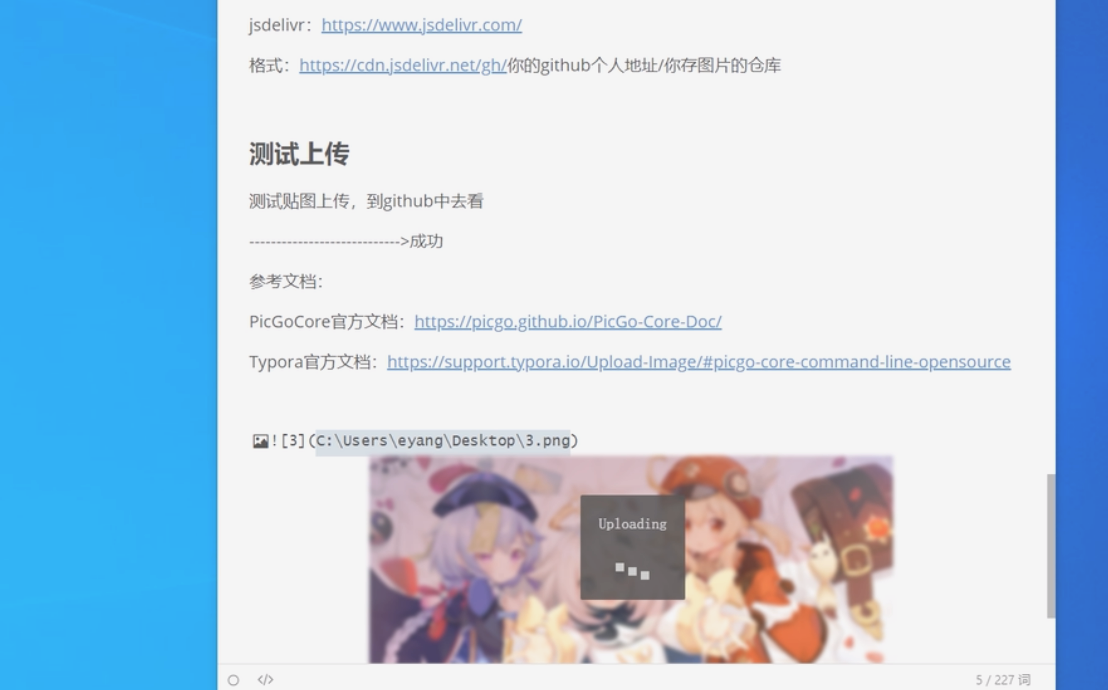 jsdelivr：https://www.jsdelivr.com/
格式：https://cdn.jsdelivr.net/gh/你的github个人地址/你存图片的仓库
测试上传
测试贴图上传，到github中去看
---------------------------->成功
参考文档：
PicGoCore官方文档：https://picgo.github.io/PicGo-Core-Doc/
Typora官方文档：https://support.typora.io/Upload-Image/#picgo-core-command-line-opensource
![3](C:\Users\eyang\Desktop\3.png)
Uploading
</> 5 / 227 词